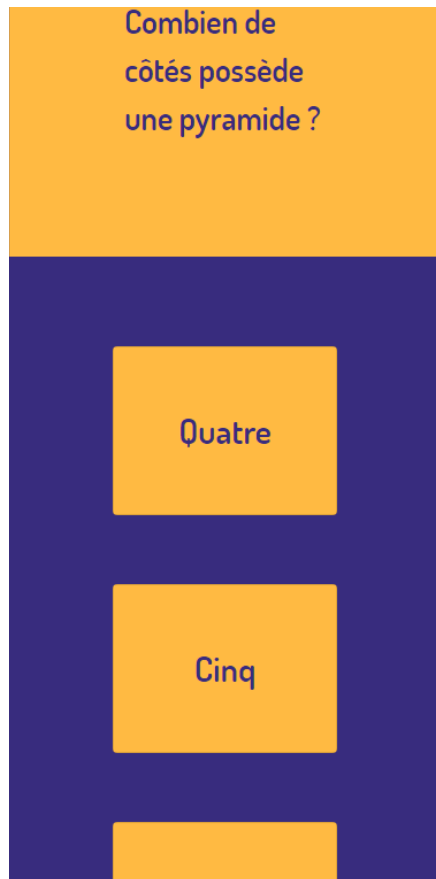 Combien de
côtés possède
une pyramide ?
Quatre
Cinq